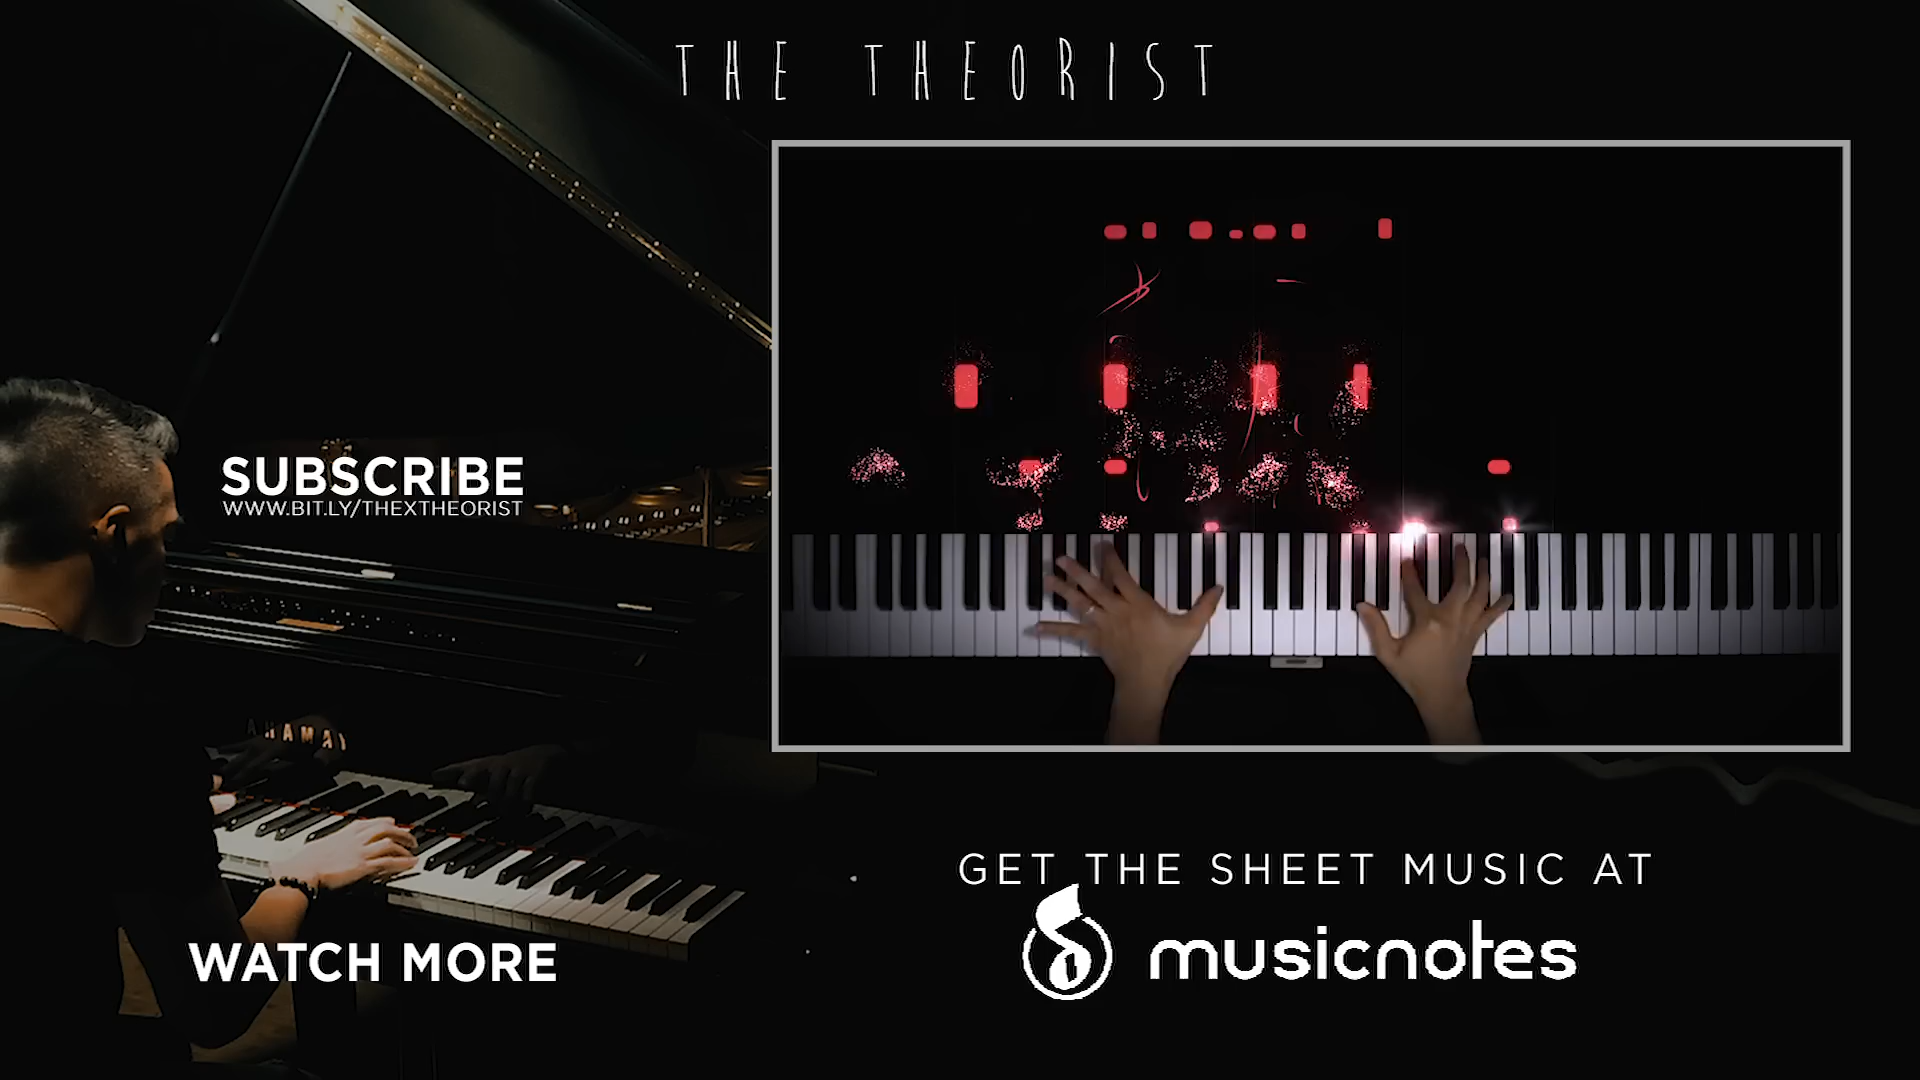 THE THEORIST
SUBSCRIBE
WWW.BIT.LY/THEXTHEORIST
GET THE SHEET MUSIC AT
musicnotes
WATCH MORE